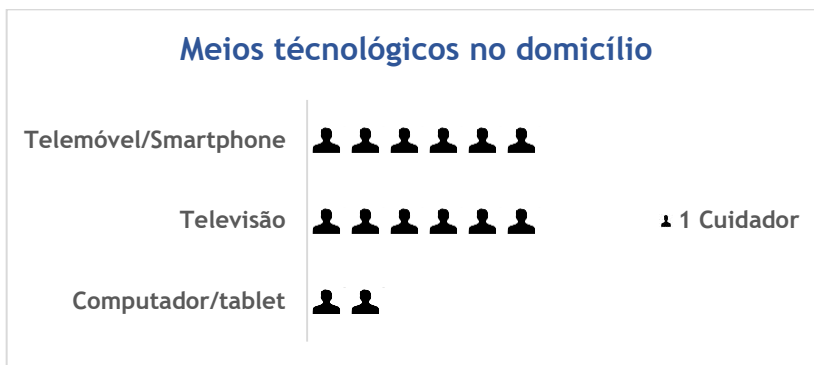 Meios técnológicos no domicílio
Telemóvel/Smartphone
Televisão
1 Cuidador
Computador/tablet